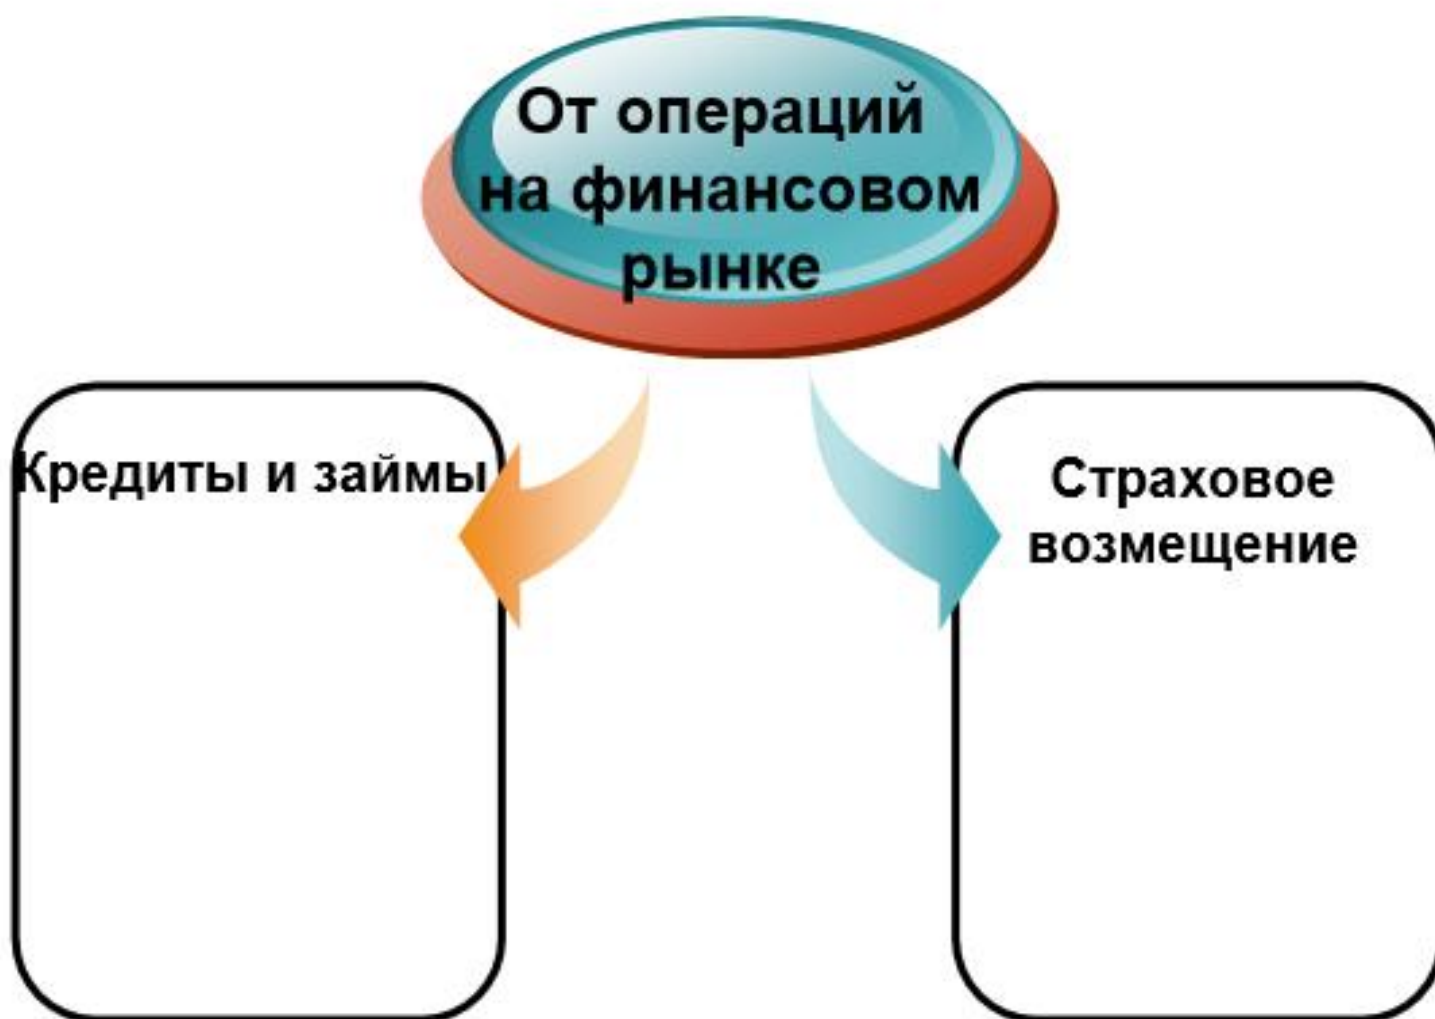 От операций
на финансовом
рынке
Кредиты и займы
Страховое
возмещение